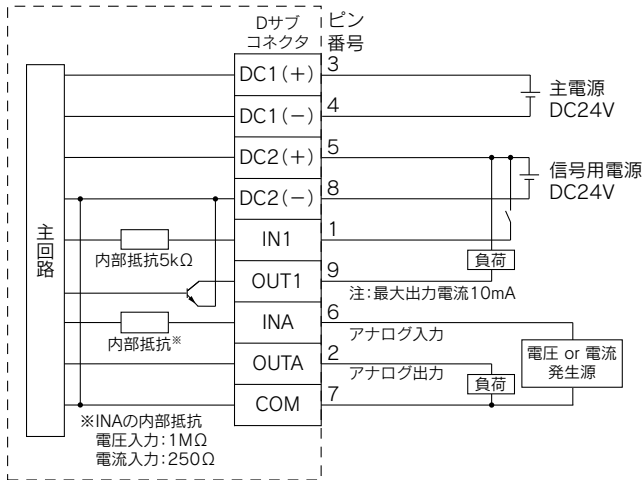 Dサブ
コネクタ
ピン
番号
DC1(+)
3
DC1(−)
4
主電源
DC24V
DC2(+)
5
DC2(−)
8
信号用電源
DC24V
主回路
内部抵抗5kΩ
IN1
1
負荷
OUT1
9
注:最大出力電流10mA
内部抵抗※
INA
6
アナログ入力
電圧 or 電流
発生源
OUTA
2
アナログ出力
負荷
COM
7
※INAの内部抵抗
電圧入力:1MΩ
電流入力:250Ω